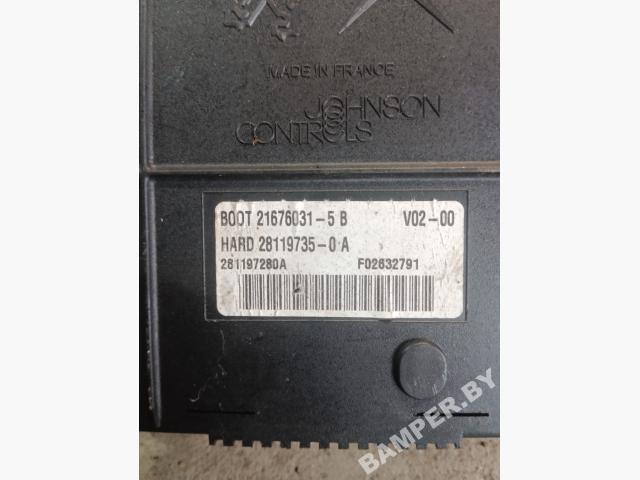 MADE IN FRANCE
JOHNSON
CONTROLS
BOOT 21676031-5 B V02-00
HARD 28119735-0 A
281197280A F02632791
BAMPER.BY